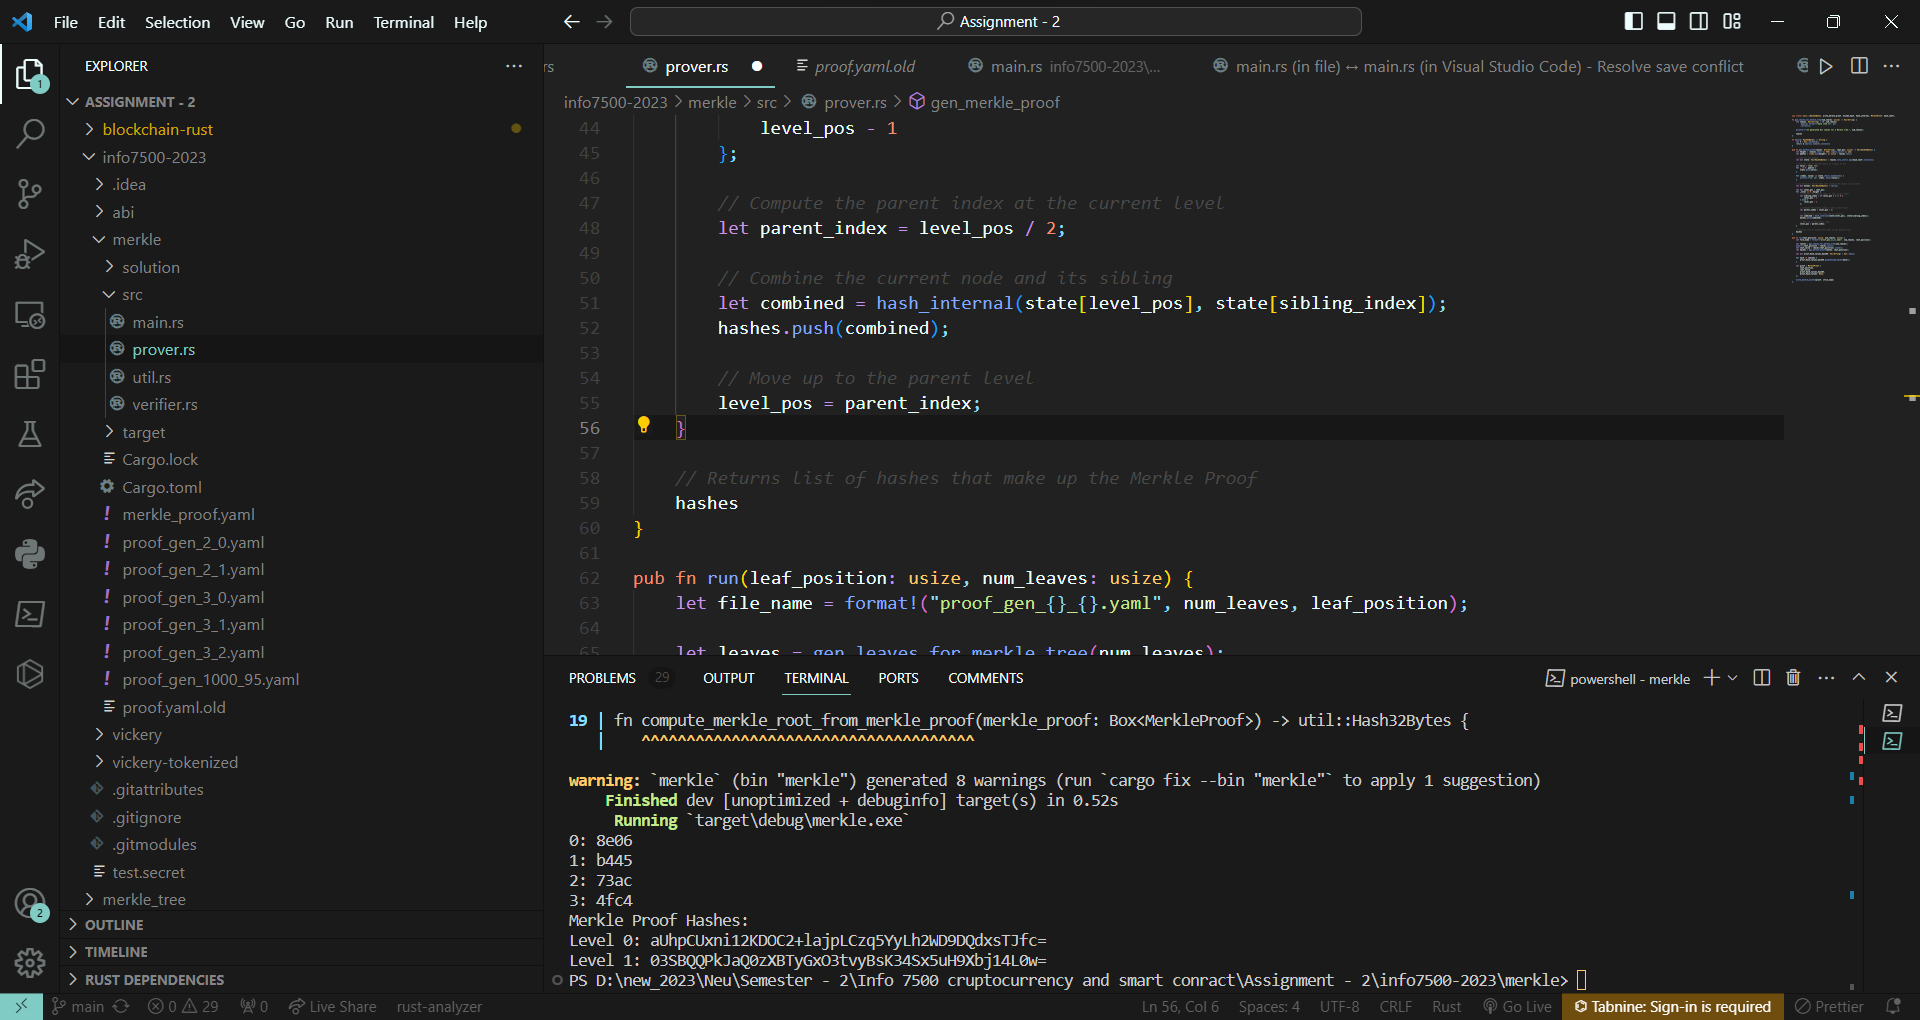 File Edit Selection View Go Run Terminal Help
Assignment - 2
EXPLORER
ASSIGNMENT - 2
blockchain-rust
info7500-2023
.idea
abi
merkle
solution
src
main.rs
prover.rs
util.rs
verifier.rs
target
Cargo.lock
Cargo.toml
merkle_proof.yaml
proof_gen_2_0.yaml
proof_gen_2_1.yaml
proof_gen_3_0.yaml
proof_gen_3_1.yaml
proof_gen_3_2.yaml
proof_gen_1000_95.yaml
proof.yaml.old
vickery
vickery-tokenized
.gitattributes
.gitignore
.gitmodules
test.secret
merkle_tree
OUTLINE
TIMELINE
RUST DEPENDENCIES
1
2
rs prover.rs proof.yaml.old main.rs info7500-2023\... main.rs (in file) ↔ main.rs (in Visual Studio Code) - Resolve save conflict
info7500-2023 > merkle > src > prover.rs > gen_merkle_proof
44 level_pos - 1
45 };
46
47 // Compute the parent index at the current level
48 let parent_index = level_pos / 2;
49
50 // Combine the current node and its sibling
51 let combined = hash_internal(state[level_pos], state[sibling_index]);
52 hashes.push(combined);
53
54 // Move up to the parent level
55 level_pos = parent_index;
56 }
57
58 // Returns list of hashes that make up the Merkle Proof
59 hashes
60 }
61
62 pub fn run(leaf_position: usize, num_leaves: usize) {
63 let file_name = format!("proof_gen_{}_{}.yaml", num_leaves, leaf_position);
64
65 let leaves = gen_leaves_for_merkle_tree(num_leaves);
PROBLEMS 29 OUTPUT TERMINAL PORTS COMMENTS
powershell - merkle
19 | fn compute_merkle_root_from_merkle_proof(merkle_proof: Box<MerkleProof>) -> util::Hash32Bytes {
| ^^^^^^^^^^^^^^^^^^^^^^^^^^^^^^^^^^^^^
warning: `merkle` (bin "merkle") generated 8 warnings (run `cargo fix --bin "merkle"` to apply 1 suggestion)
Finished dev [unoptimized + debuginfo] target(s) in 0.52s
Running `target\debug\merkle.exe`
0: 8e06
1: b445
2: 73ac
3: 4fc4
Merkle Proof Hashes:
Level 0: aUhpCUxni12KDOC2+lajpLCzq5YyLh2WD9DQdxsTJfc=
Level 1: 03SBQQPkJaQ0zXBTyGxO3tvyBsK34Sx5uH9Xbj14L0w=
PS D:\new_2023\Neu\Semester - 2\Info 7500 cruptocurrency and smart conract\Assignment - 2\info7500-2023\merkle>
main 0 29 0 Live Share rust-analyzer
Ln 56, Col 6 Spaces: 4 UTF-8 CRLF Rust Go Live Tabnine: Sign-in is required Prettier